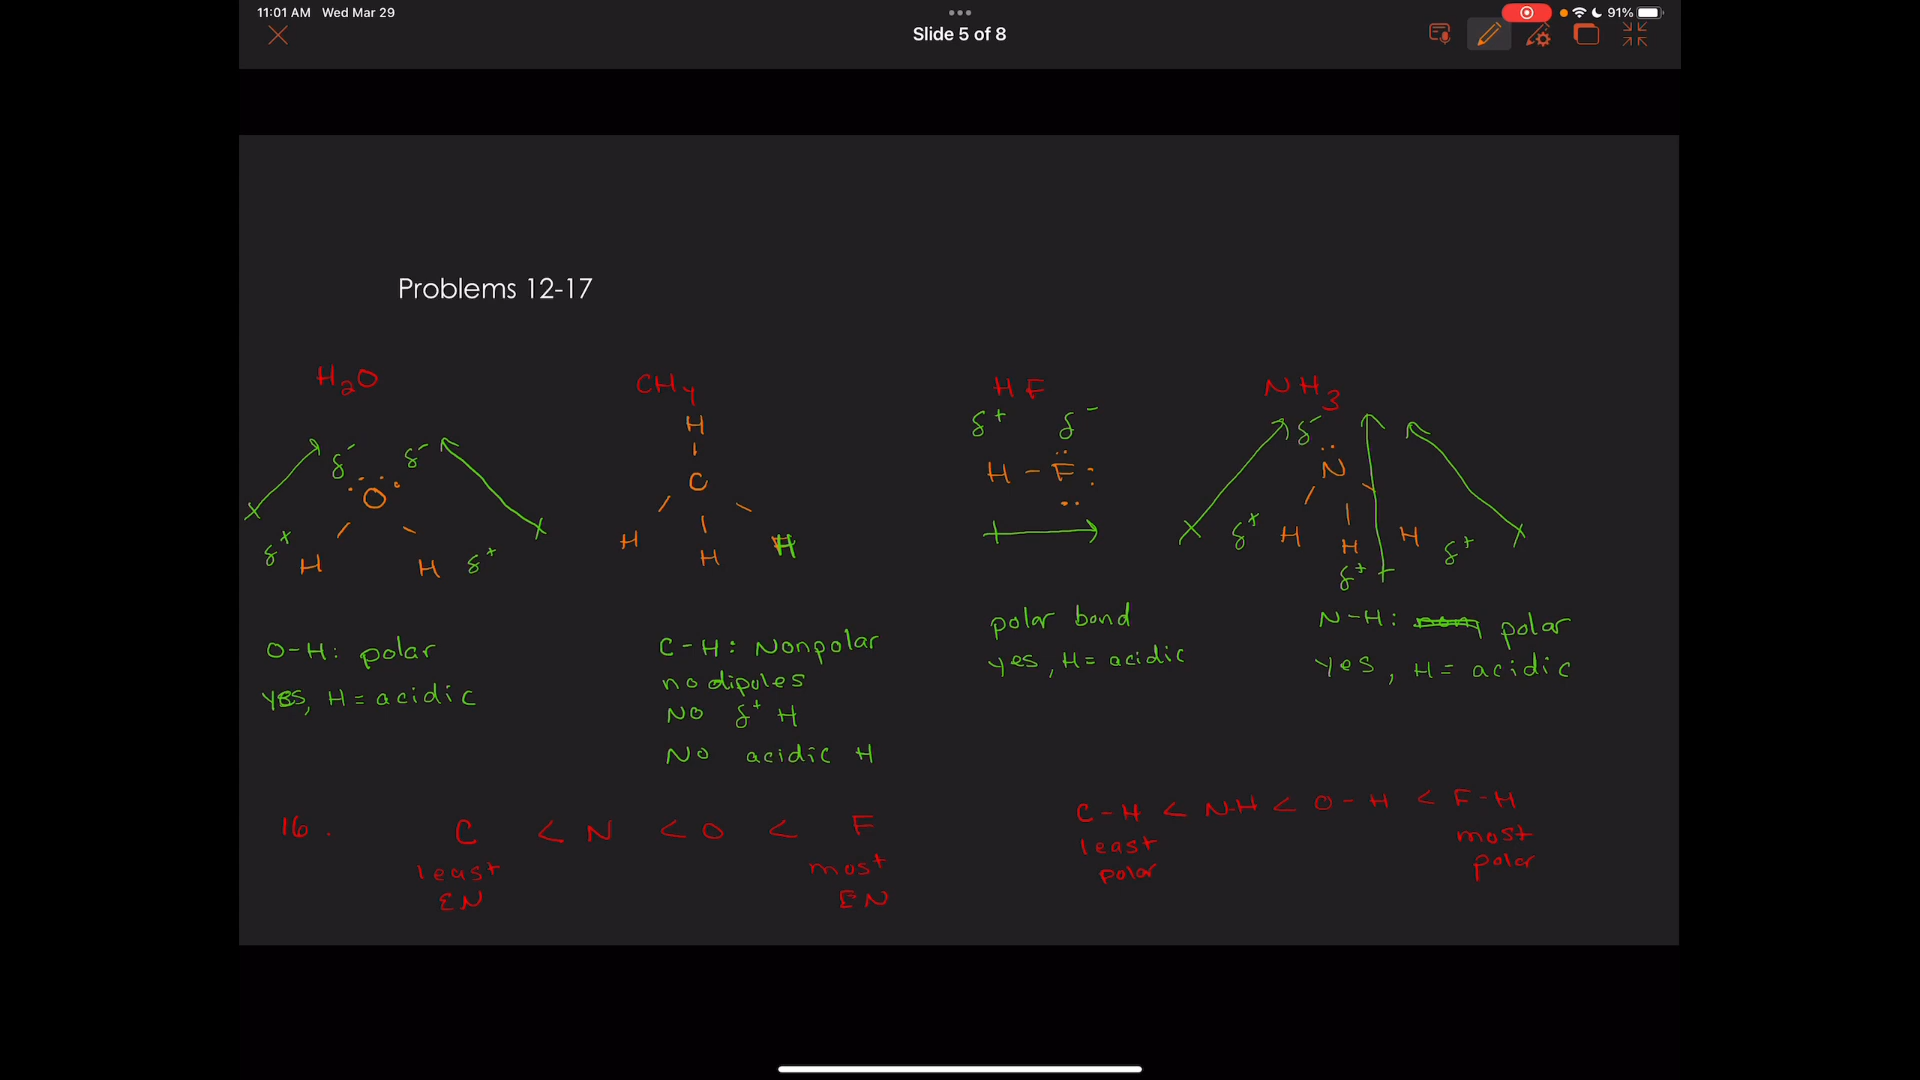 11:01 AM Wed Mar 29
91%
Slide 5 of 8
Problems 12-17
H₂O
CH₄
HF
NH₃
H
δ⁺ δ⁻
δ⁻ δ⁻
δ⁻
O
C
H - F
N
δ⁺ H H δ⁺
H H H
δ⁺ H H H δ⁺
δ⁺
O-H: polar
yes, H = acidic
C-H: Nonpolar
no dipoles
No δ⁺ H
No acidic H
polar bond
yes, H = acidic
N-H: non polar
yes, H = acidic
16. C < N < O < F
least EN
most EN
C-H < N-H < O-H < F-H
least polar
most polar